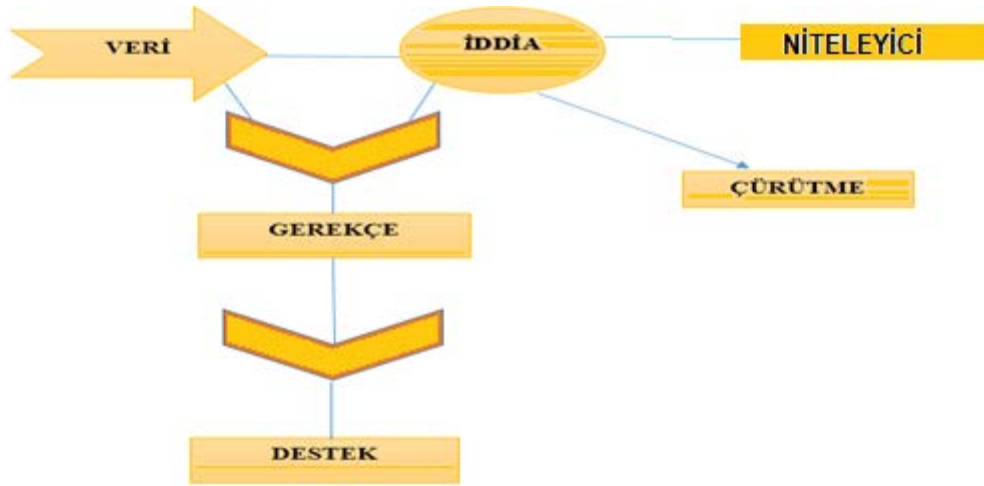 VERİ
İDDİA
NİTELEYİCİ
ÇÜRÜTME
GEREKÇE
DESTEK